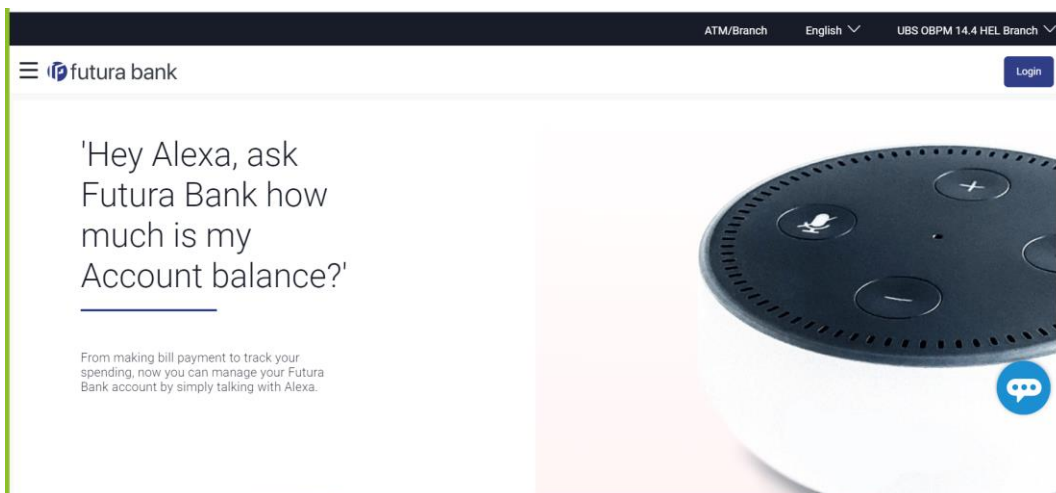 ATM/Branch English UBS OBPM 14.4 HEL Branch
futura bank Login
'Hey Alexa, ask
Futura Bank how
much is my
Account balance?'
From making bill payment to track your
spending, now you can manage your Futura
Bank account by simply talking with Alexa.